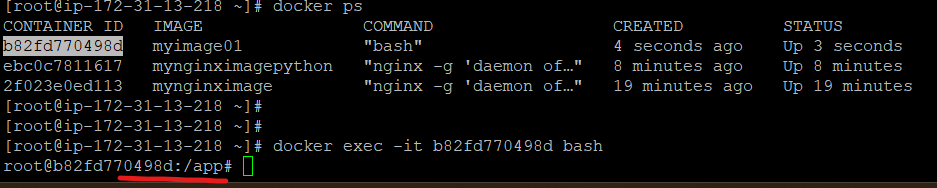 [root@ip-172-31-13-218 ~]# docker ps
CONTAINER ID   IMAGE               COMMAND                  CREATED          STATUS
b82fd770498d   myimage01           "bash"                   4 seconds ago    Up 3 seconds
ebc0c7811617   mynginximagepython   "nginx -g 'daemon of…"   8 minutes ago    Up 8 minutes
2f023e0ed113   mynginximage        "nginx -g 'daemon of…"   19 minutes ago   Up 19 minutes
[root@ip-172-31-13-218 ~]#
[root@ip-172-31-13-218 ~]#
[root@ip-172-31-13-218 ~]# docker exec -it b82fd770498d bash
root@b82fd770498d:/app#